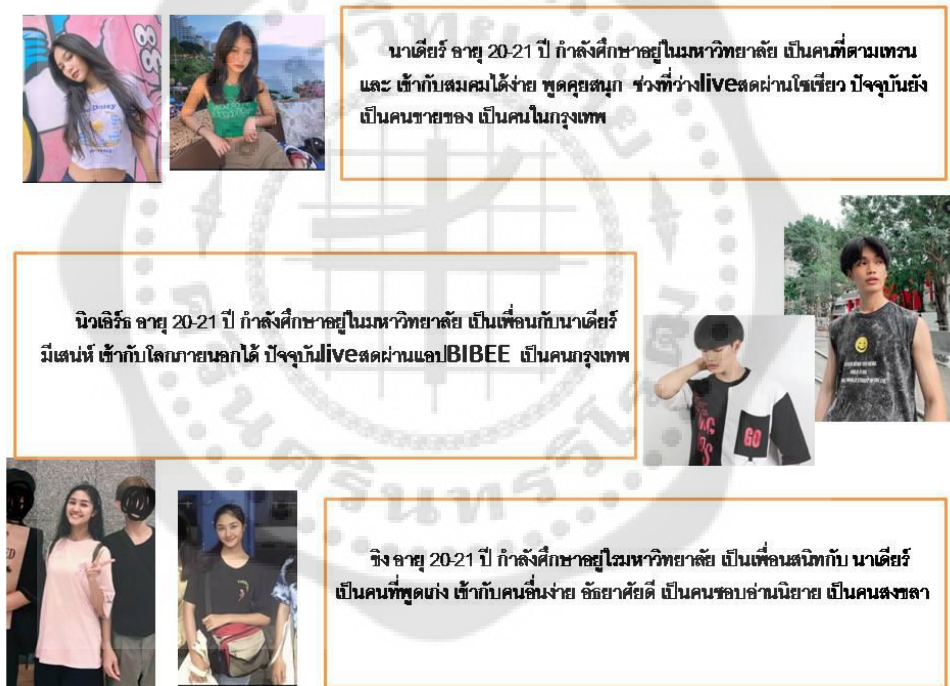 นาเดียร์ อายุ 20-21 ปี กำลังศึกษาอยู่ในมหาวิทยาลัย เป็นคนที่ตามเทรน
และ เข้ากับสมคมได้ง่าย พูดคุยสนุก ช่วงที่ว่างliveสดผ่านโซเชียว ปัจจุบันยัง
เป็นคนขายของ เป็นคนในกรุงเทพ
นิวเอิร์ธ อายุ 20-21 ปี กำลังศึกษาอยู่ในมหาวิทยาลัย เป็นเพื่อนกับนาเดียร์
มีเสน่ห์ เข้ากับโลกภายนอกได้ ปัจจุบันliveสดผ่านแอปBIBEE เป็นคนกรุงเทพ
GO
ขิง อายุ 20-21 ปี กำลังศึกษาอยู่ไรมหาวิทยาลัย เป็นเพื่อนสนิทกับ นาเดียร์
เป็นคนที่พูดเก่ง เข้ากับคนอื่นง่าย อัธยาศัยดี เป็นคนชอบอ่านนิยาย เป็นคนสงขลา